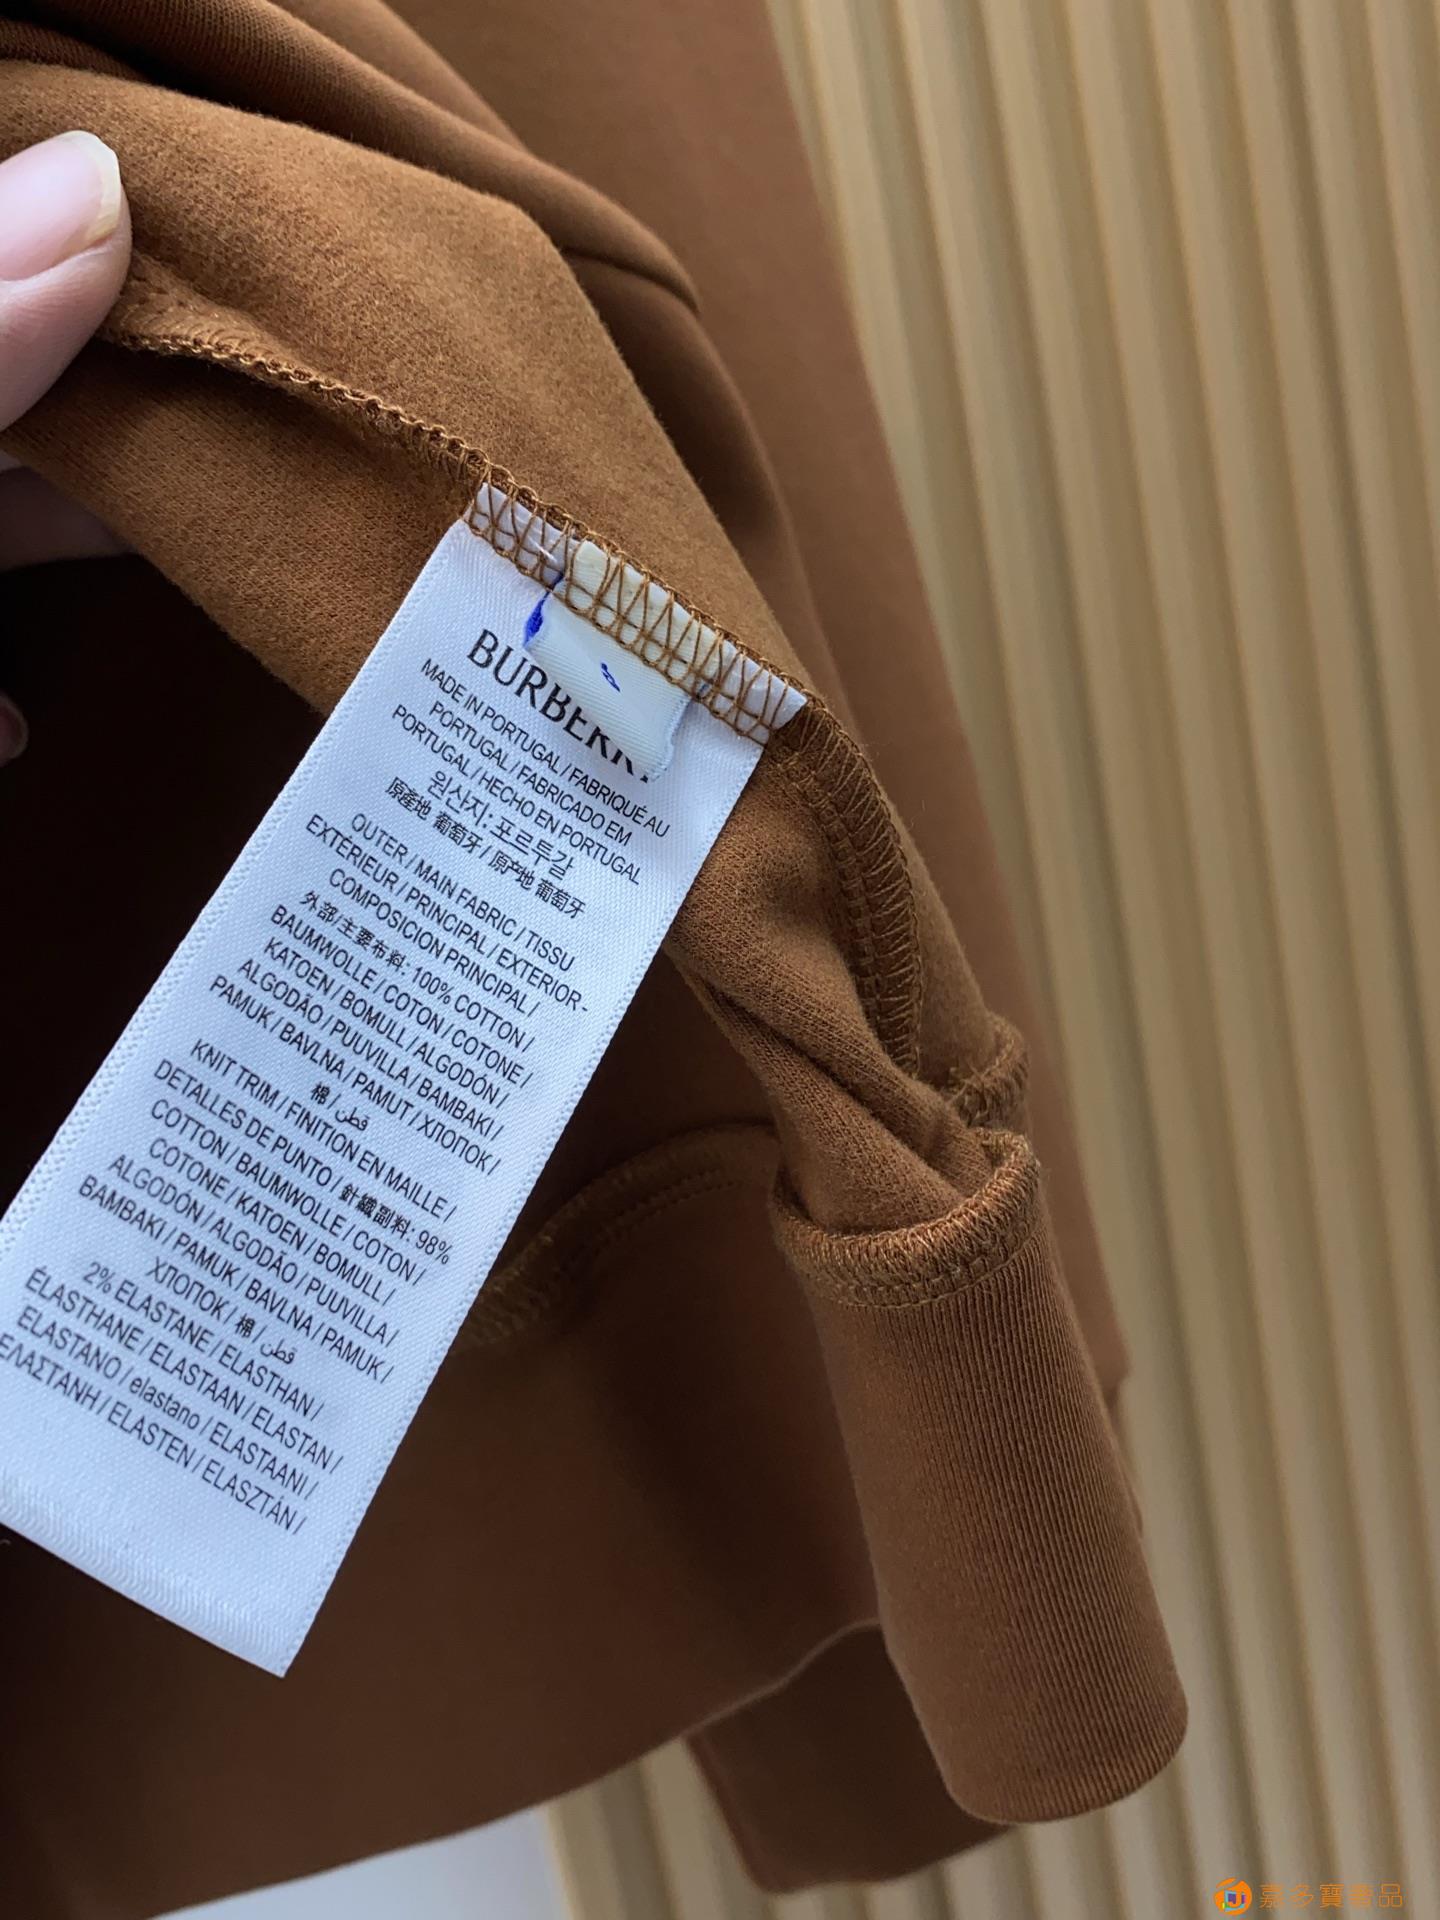 BURBERRY
MADE IN PORTUGAL / FABRIQUÉ AU
PORTUGAL / FABRICADO EM
PORTUGAL / HECHO EN PORTUGAL
원산지: 포르투갈
原產地 葡萄牙 / 原产地 葡萄牙
OUTER / MAIN FABRIC / TISSU
EXTÉRIEUR / PRINCIPAL / EXTERIOR-
COMPOSICION PRINCIPAL /
外部/主要布料: 100% COTTON /
BAUMWOLLE / COTON / COTONE /
KATOEN / BOMULL / ALGODÓN /
ALGODÃO / PUUVILLA / BAMBAKI /
PAMUK / BAVLNA / PAMUT / ХЛОПОК /
棉 / قطن
KNIT TRIM / FINITION EN MAILLE /
DETALLES DE PUNTO / 針織副料: 98%
COTTON / BAUMWOLLE / COTON /
COTONE / KATOEN / BOMULL /
ALGODÓN / ALGODÃO / PUUVILLA /
BAMBAKI / PAMUK / BAVLNA / PAMUK /
ХЛОПОК / 棉 / قطن
2% ELASTANE / ELASTHAN /
ÉLASTHANE / ELASTAAN / ELASTAN /
ELASTANO / elastano / ELASTAANI /
ΕΛΑΣΤΑΝΗ / ELASTEN / ELASZTÁN /
嘉多寶奢品